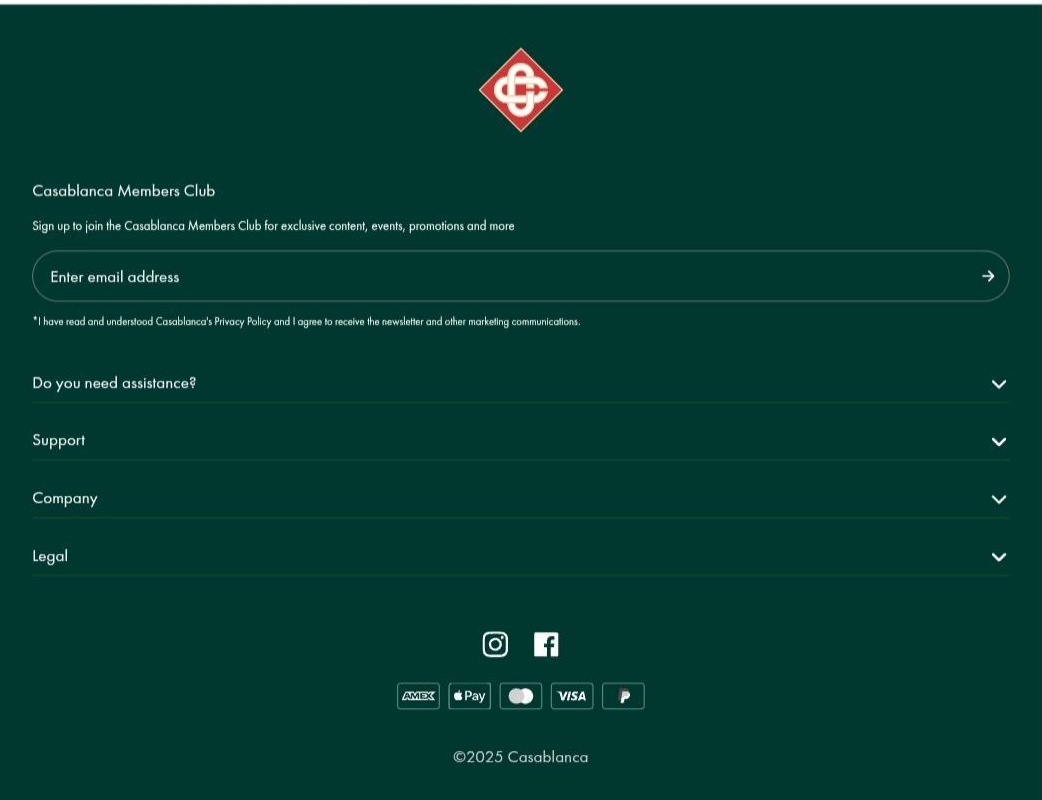 Casablanca Members Club
Sign up to join the Casablanca Members Club for exclusive content, events, promotions and more
Enter email address
*I have read and understood Casablanca's Privacy Policy and I agree to receive the newsletter and other marketing communications.
Do you need assistance?
Support
Company
Legal
AMEX Pay VISA P
©2025 Casablanca